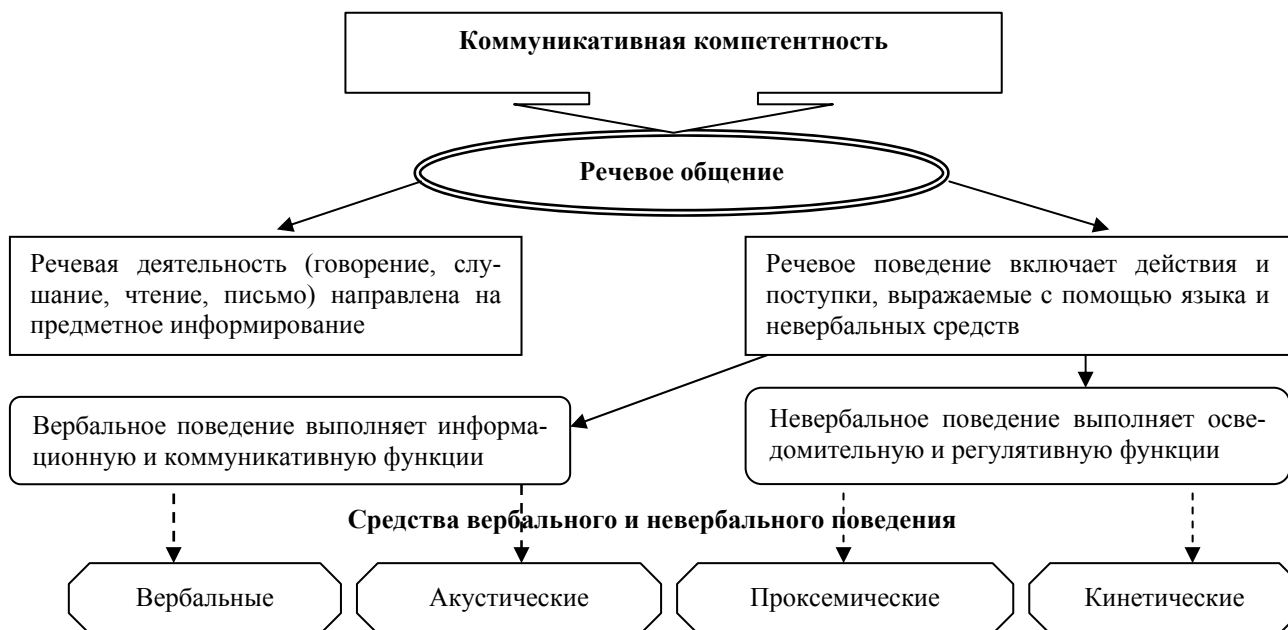 Коммуникативная компетентность
Речевое общение
Речевая деятельность (говорение, слу-
шание, чтение, письмо) направлена на
предметное информирование
Речевое поведение включает действия и
поступки, выражаемые с помощью языка и
невербальных средств
Вербальное поведение выполняет информа-
ционную и коммуникативную функции
Невербальное поведение выполняет осве-
домительную и регулятивную функции
Средства вербального и невербального поведения
Вербальные
Акустические
Проксемические
Кинетические